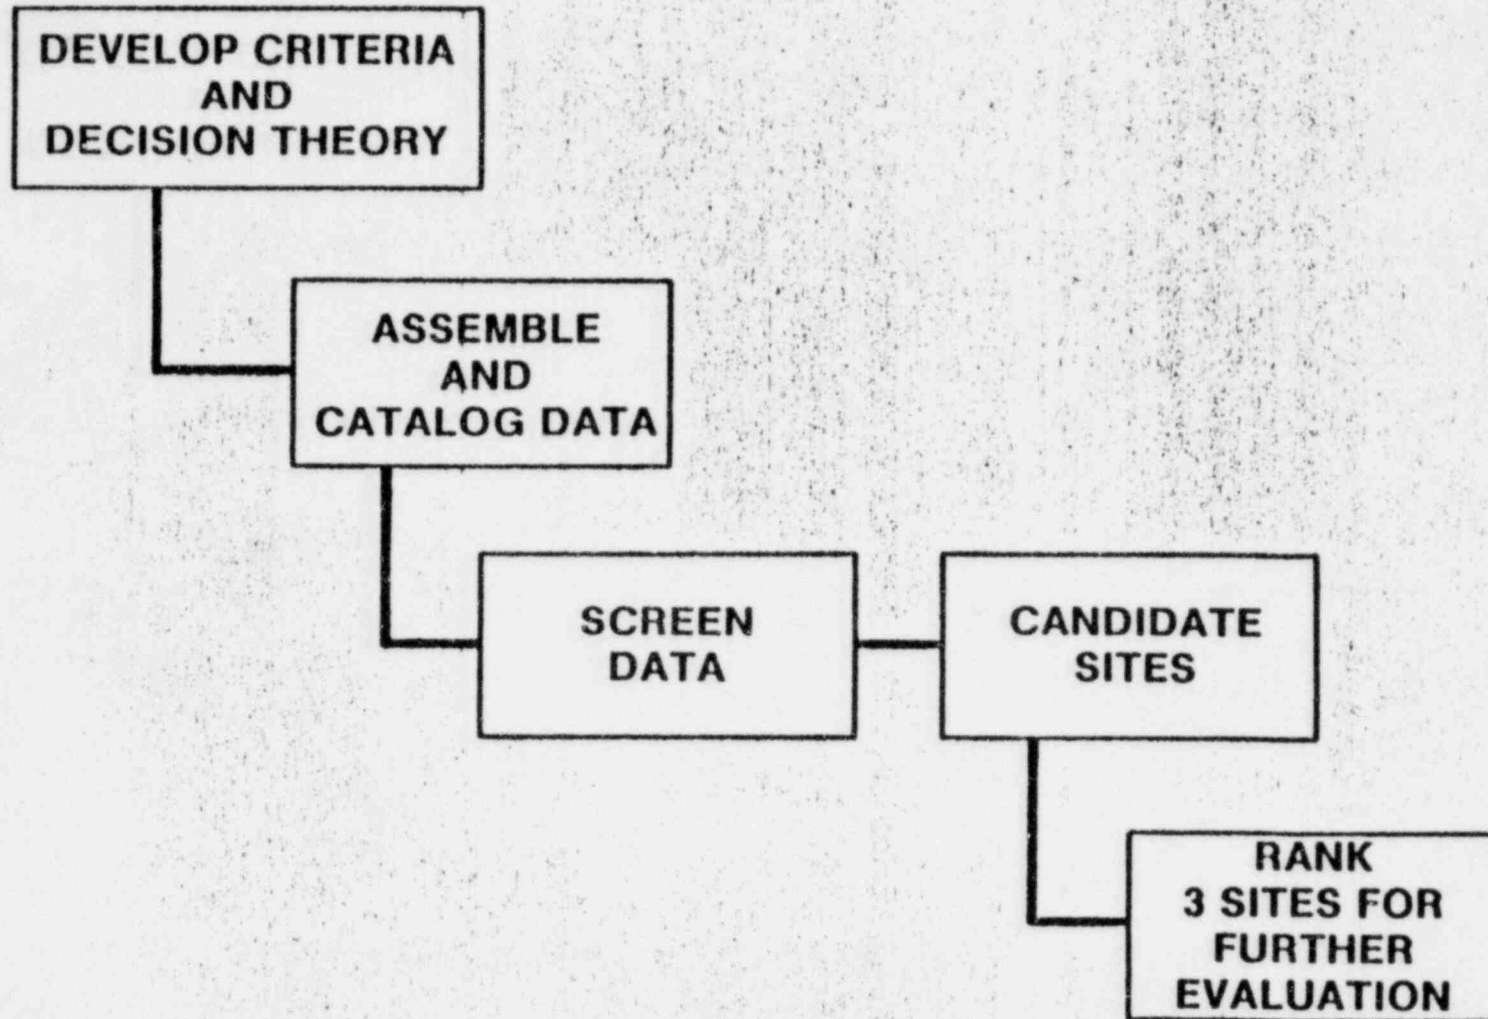 DEVELOP CRITERIA
AND
DECISION THEORY
ASSEMBLE
AND
CATALOG DATA
SCREEN
DATA
CANDIDATE
SITES
RANK
3 SITES FOR
FURTHER
EVALUATION